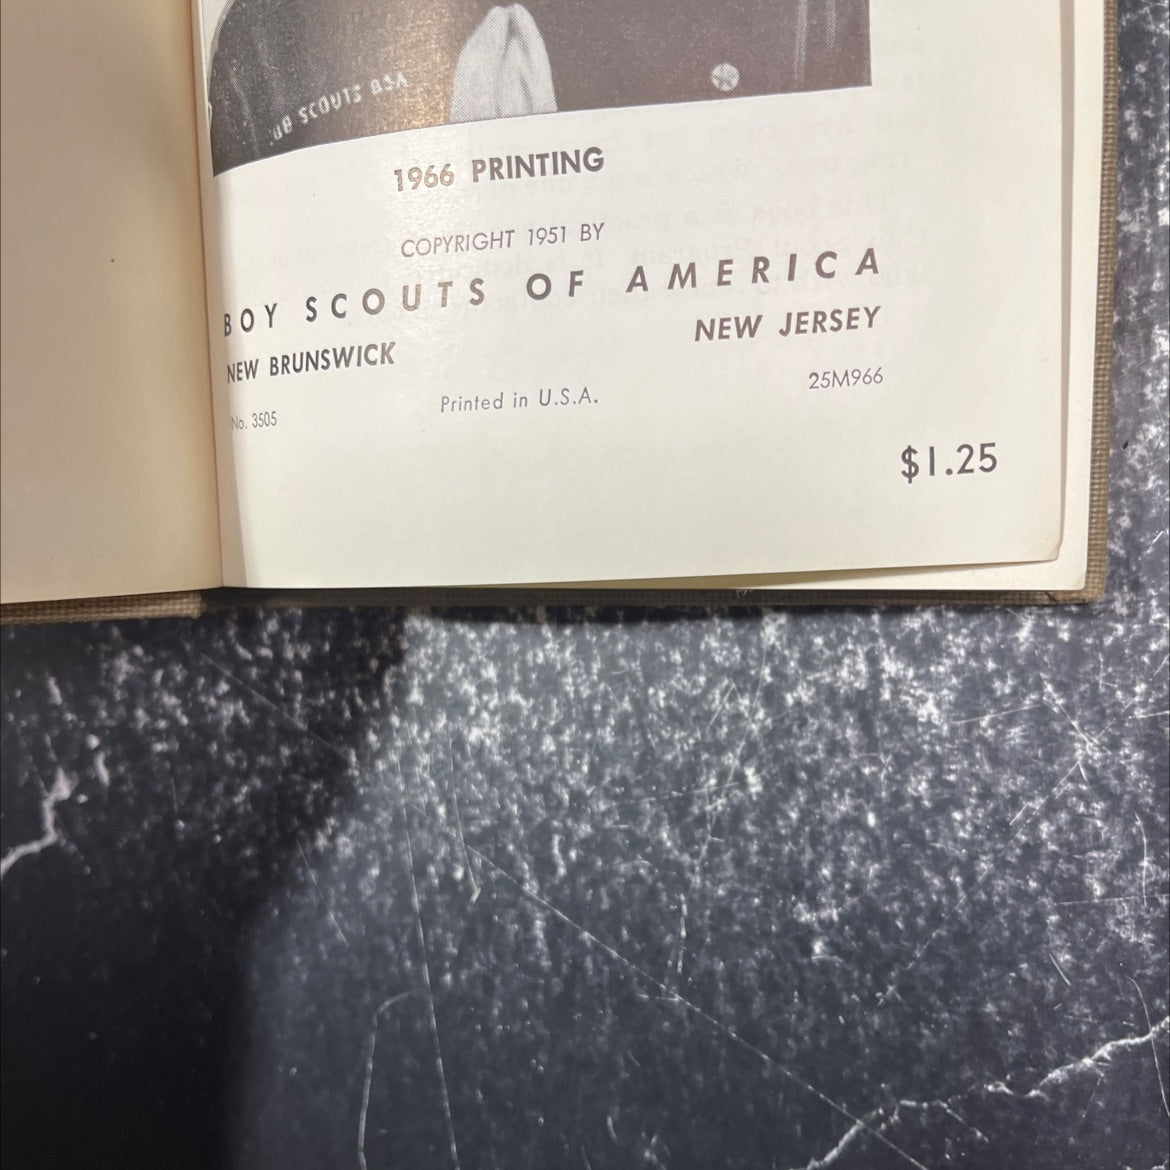 SCOUTS BSA
1966 PRINTING
COPYRIGHT 1951 BY
BOY SCOUTS OF AMERICA
NEW BRUNSWICK NEW JERSEY
No. 3505 Printed in U.S.A. 25M966
$1.25